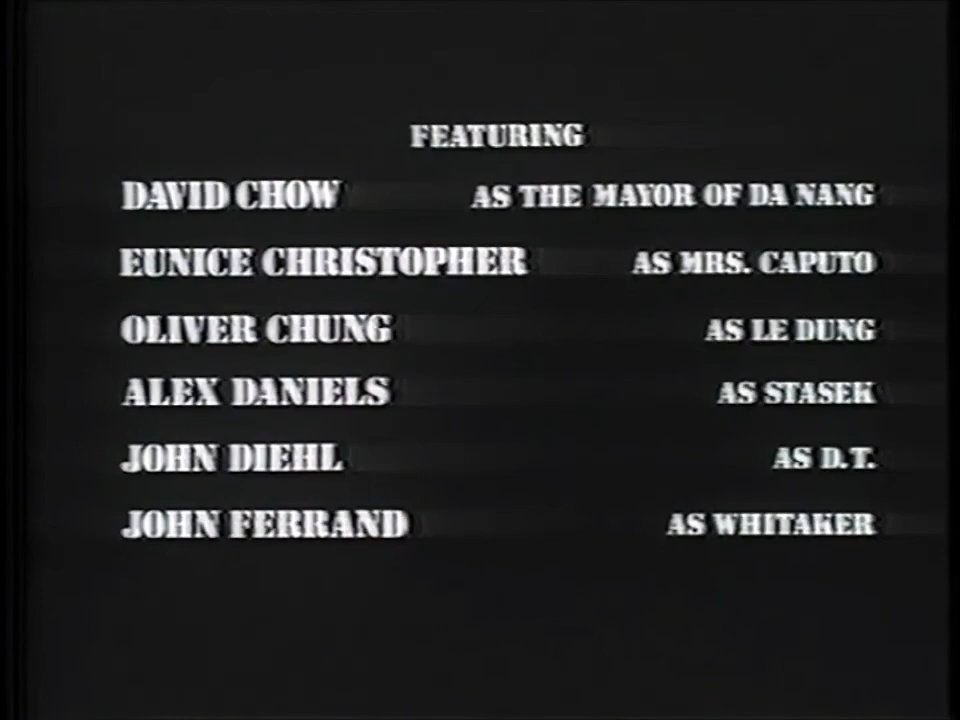 FEATURING
DAVID CHOW AS THE MAYOR OF DA NANG
EUNICE CHRISTOPHER AS MRS. CAPUTO
OLIVER CHUNG AS LE DUNG
ALEX DANIELS AS STASEK
JOHN DIEHL AS D.T.
JOHN FERRAND AS WHITAKER